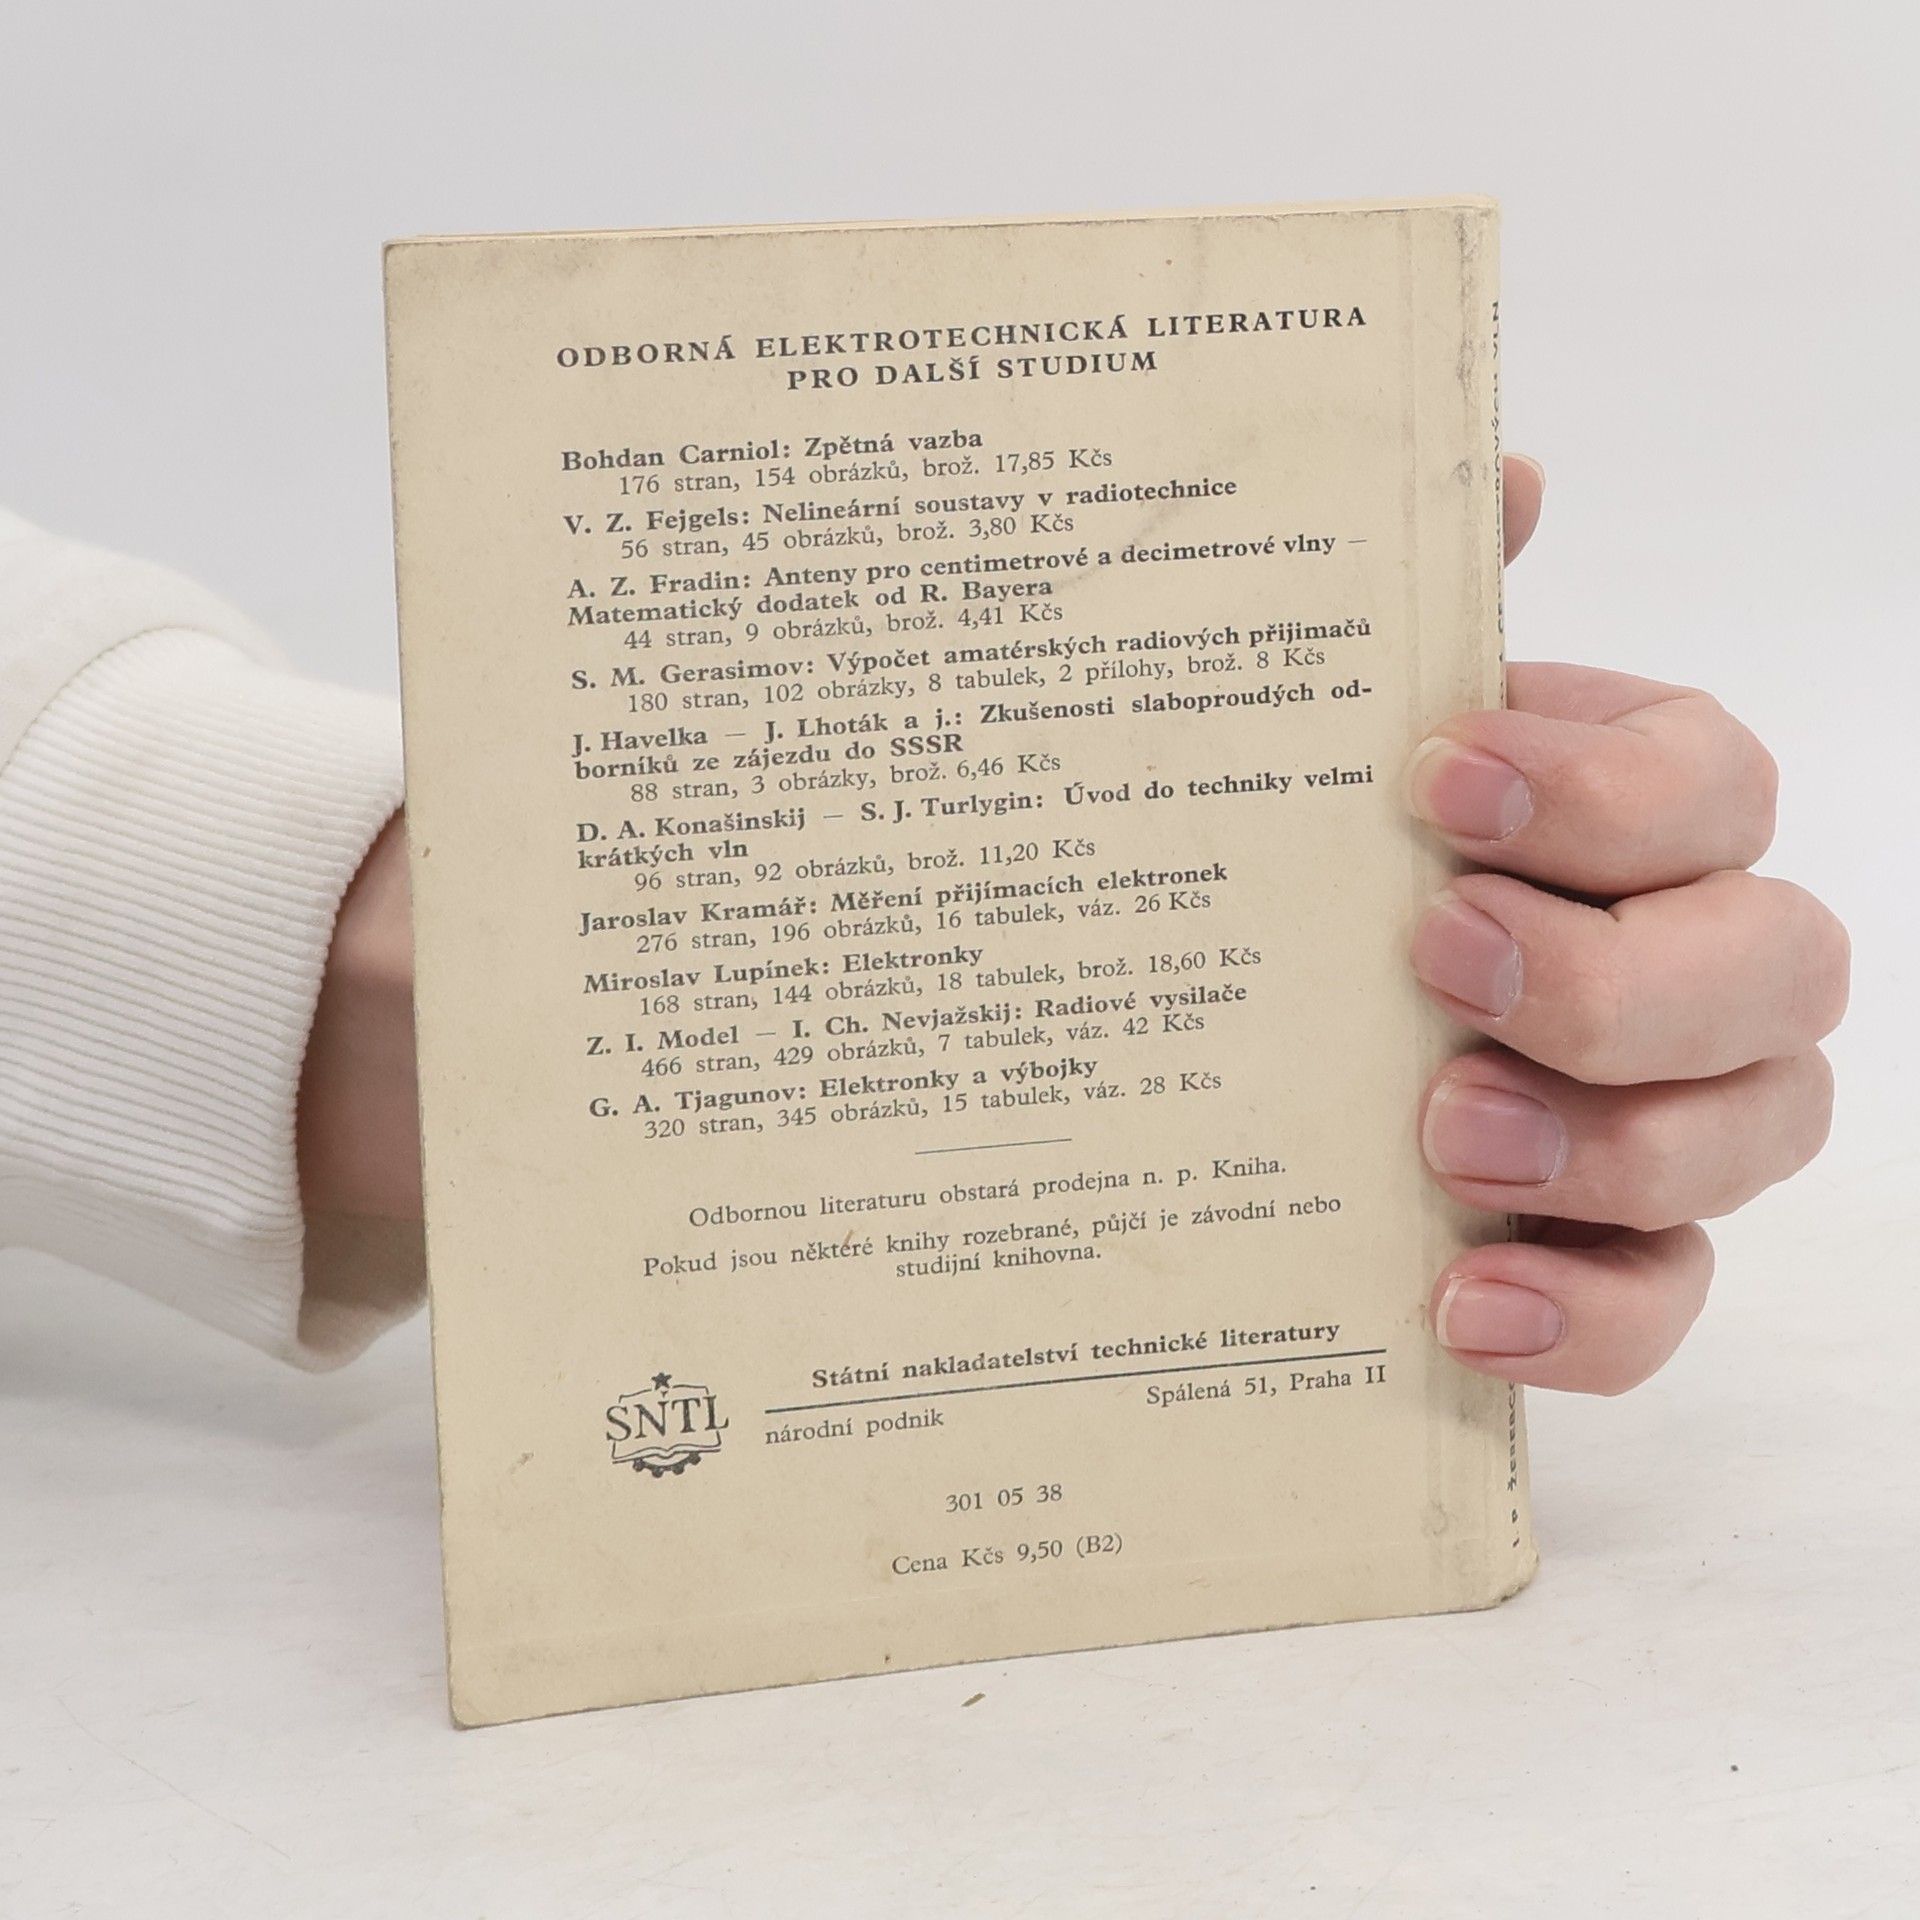 ODBORNÁ ELEKTROTECHNICKÁ LITERATURA
PRO DALŠÍ STUDIUM
Bohdan Carniol: Zpětná vazba
176 stran, 154 obrázků, brož. 17,85 Kčs
V. Z. Fejgels: Nelineární soustavy v radiotechnice
56 stran, 45 obrázků, brož. 3,80 Kčs
A. Z. Fradin: Anteny pro centimetrové a decimetrové vlny —
Matematický dodatek od R. Bayera
44 stran, 9 obrázků, brož. 4,41 Kčs
S. M. Gerasimov: Výpočet amatérských radiových přijimačů
180 stran, 102 obrázky, 8 tabulek, 2 přílohy, brož. 8 Kčs
J. Havelka — J. Lhoták a j.: Zkušenosti slaboproudých od-
borníků ze zájezdu do SSSR
88 stran, 3 obrázky, brož. 6,46 Kčs
D. A. Konašinskij — S. J. Turlygin: Úvod do techniky velmi
krátkých vln
96 stran, 92 obrázků, brož. 11,20 Kčs
Jaroslav Kramář: Měření přijímacích elektronek
276 stran, 196 obrázků, 16 tabulek, váz. 26 Kčs
Miroslav Lupínek: Elektronky
168 stran, 144 obrázků, 18 tabulek, brož. 18,60 Kčs
Z. I. Model — I. Ch. Nevjažskij: Radiové vysilače
466 stran, 429 obrázků, 7 tabulek, váz. 42 Kčs
G. A. Tjagunov: Elektronky a výbojky
320 stran, 345 obrázků, 15 tabulek, váz. 28 Kčs
Odbornou literaturu obstará prodejna n. p. Kniha.
Pokud jsou některé knihy rozebrané, půjčí je závodní nebo
studijní knihovna.
SNTL
Státní nakladatelství technické literatury
národní podnik
Spálená 51, Praha II
301 05 38
Cena Kčs 9,50 (B2)
VLN